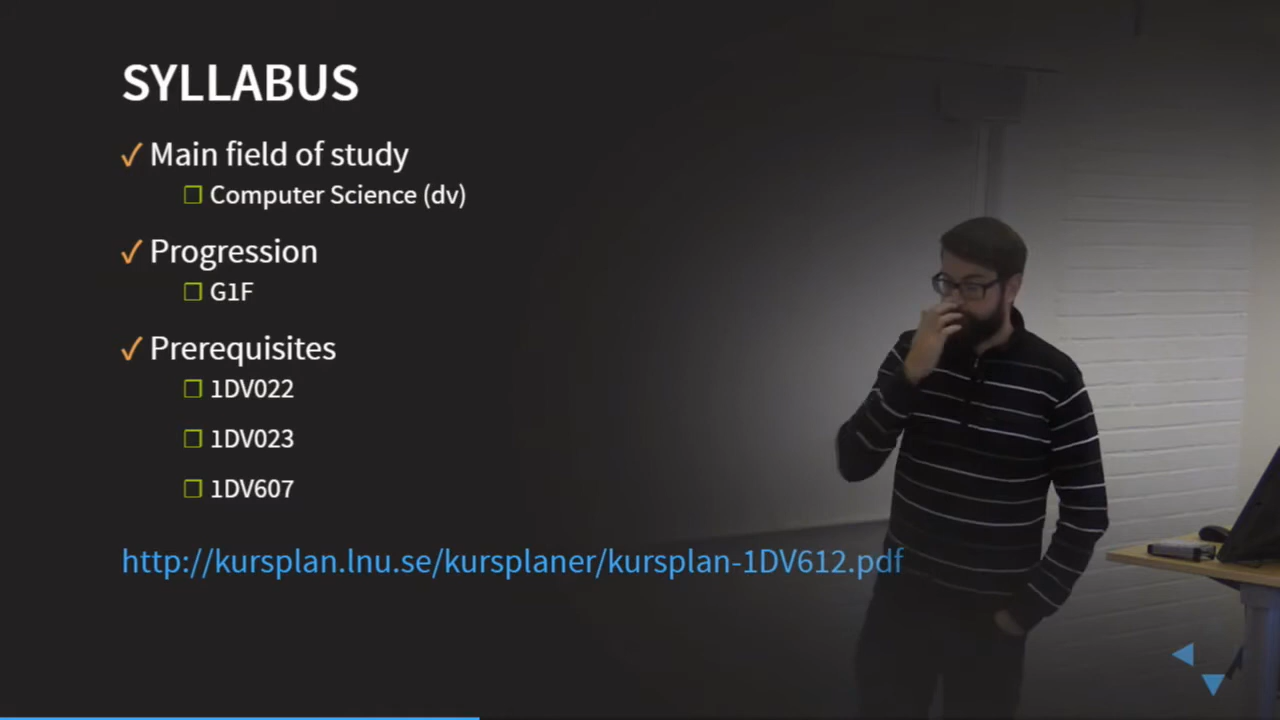 SYLLABUS
✓ Main field of study
❒ Computer Science (dv)
✓ Progression
❒ G1F
✓ Prerequisites
❒ 1DV022
❒ 1DV023
❒ 1DV607
http://kursplan.lnu.se/kursplaner/kursplan-1DV612.pdf